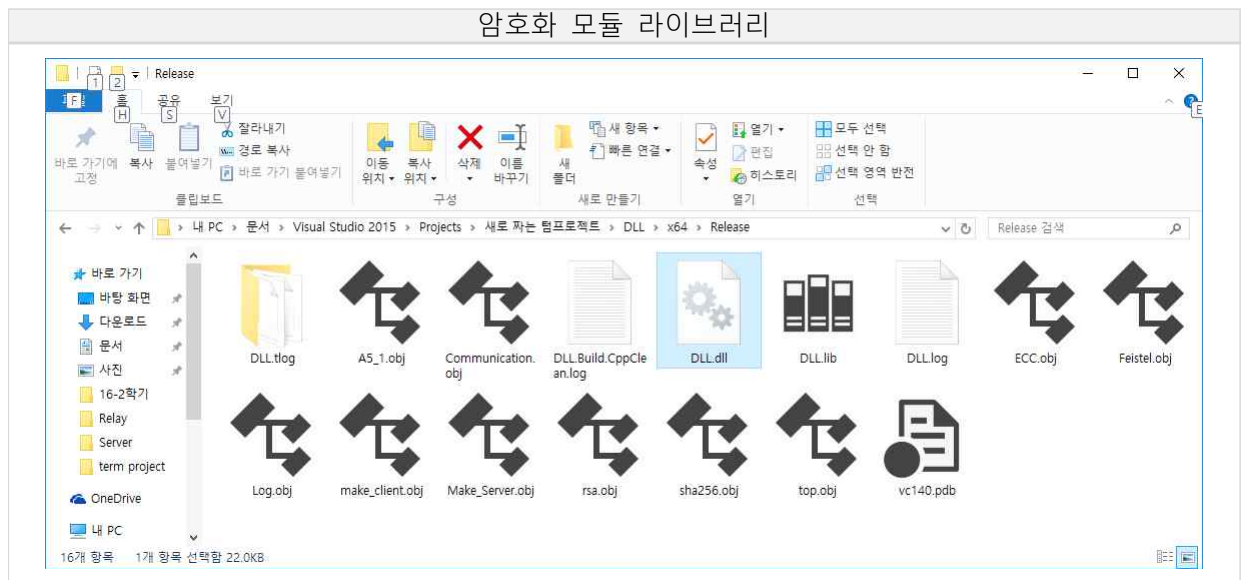 암호화 모듈 라이브러리
Release
1 2
홈 공유 보기
F H S V
E
바로 가기에 고정
복사
붙여넣기
잘라내기
경로 복사
바로 가기 붙여넣기
클립보드
이동 위치
복사 위치
삭제
이름 바꾸기
구성
새 폴더
새 항목
빠른 연결
새로 만들기
속성
열기
편집
히스토리
열기
모두 선택
선택 안 함
선택 영역 반전
선택
내 PC > 문서 > Visual Studio 2015 > Projects > 새로 짜는 텀프로젝트 > DLL > x64 > Release
Release 검색
바로 가기
바탕 화면
다운로드
문서
사진
16-2학기
Relay
Server
term project
OneDrive
내 PC
DLL.tlog
A5_1.obj
Communication.obj
DLL.Build.CppClean.log
DLL.dll
DLL.lib
DLL.log
ECC.obj
Feistel.obj
Log.obj
make_client.obj
Make_Server.obj
rsa.obj
sha256.obj
top.obj
vc140.pdb
16개 항목 1개 항목 선택함 22.0KB